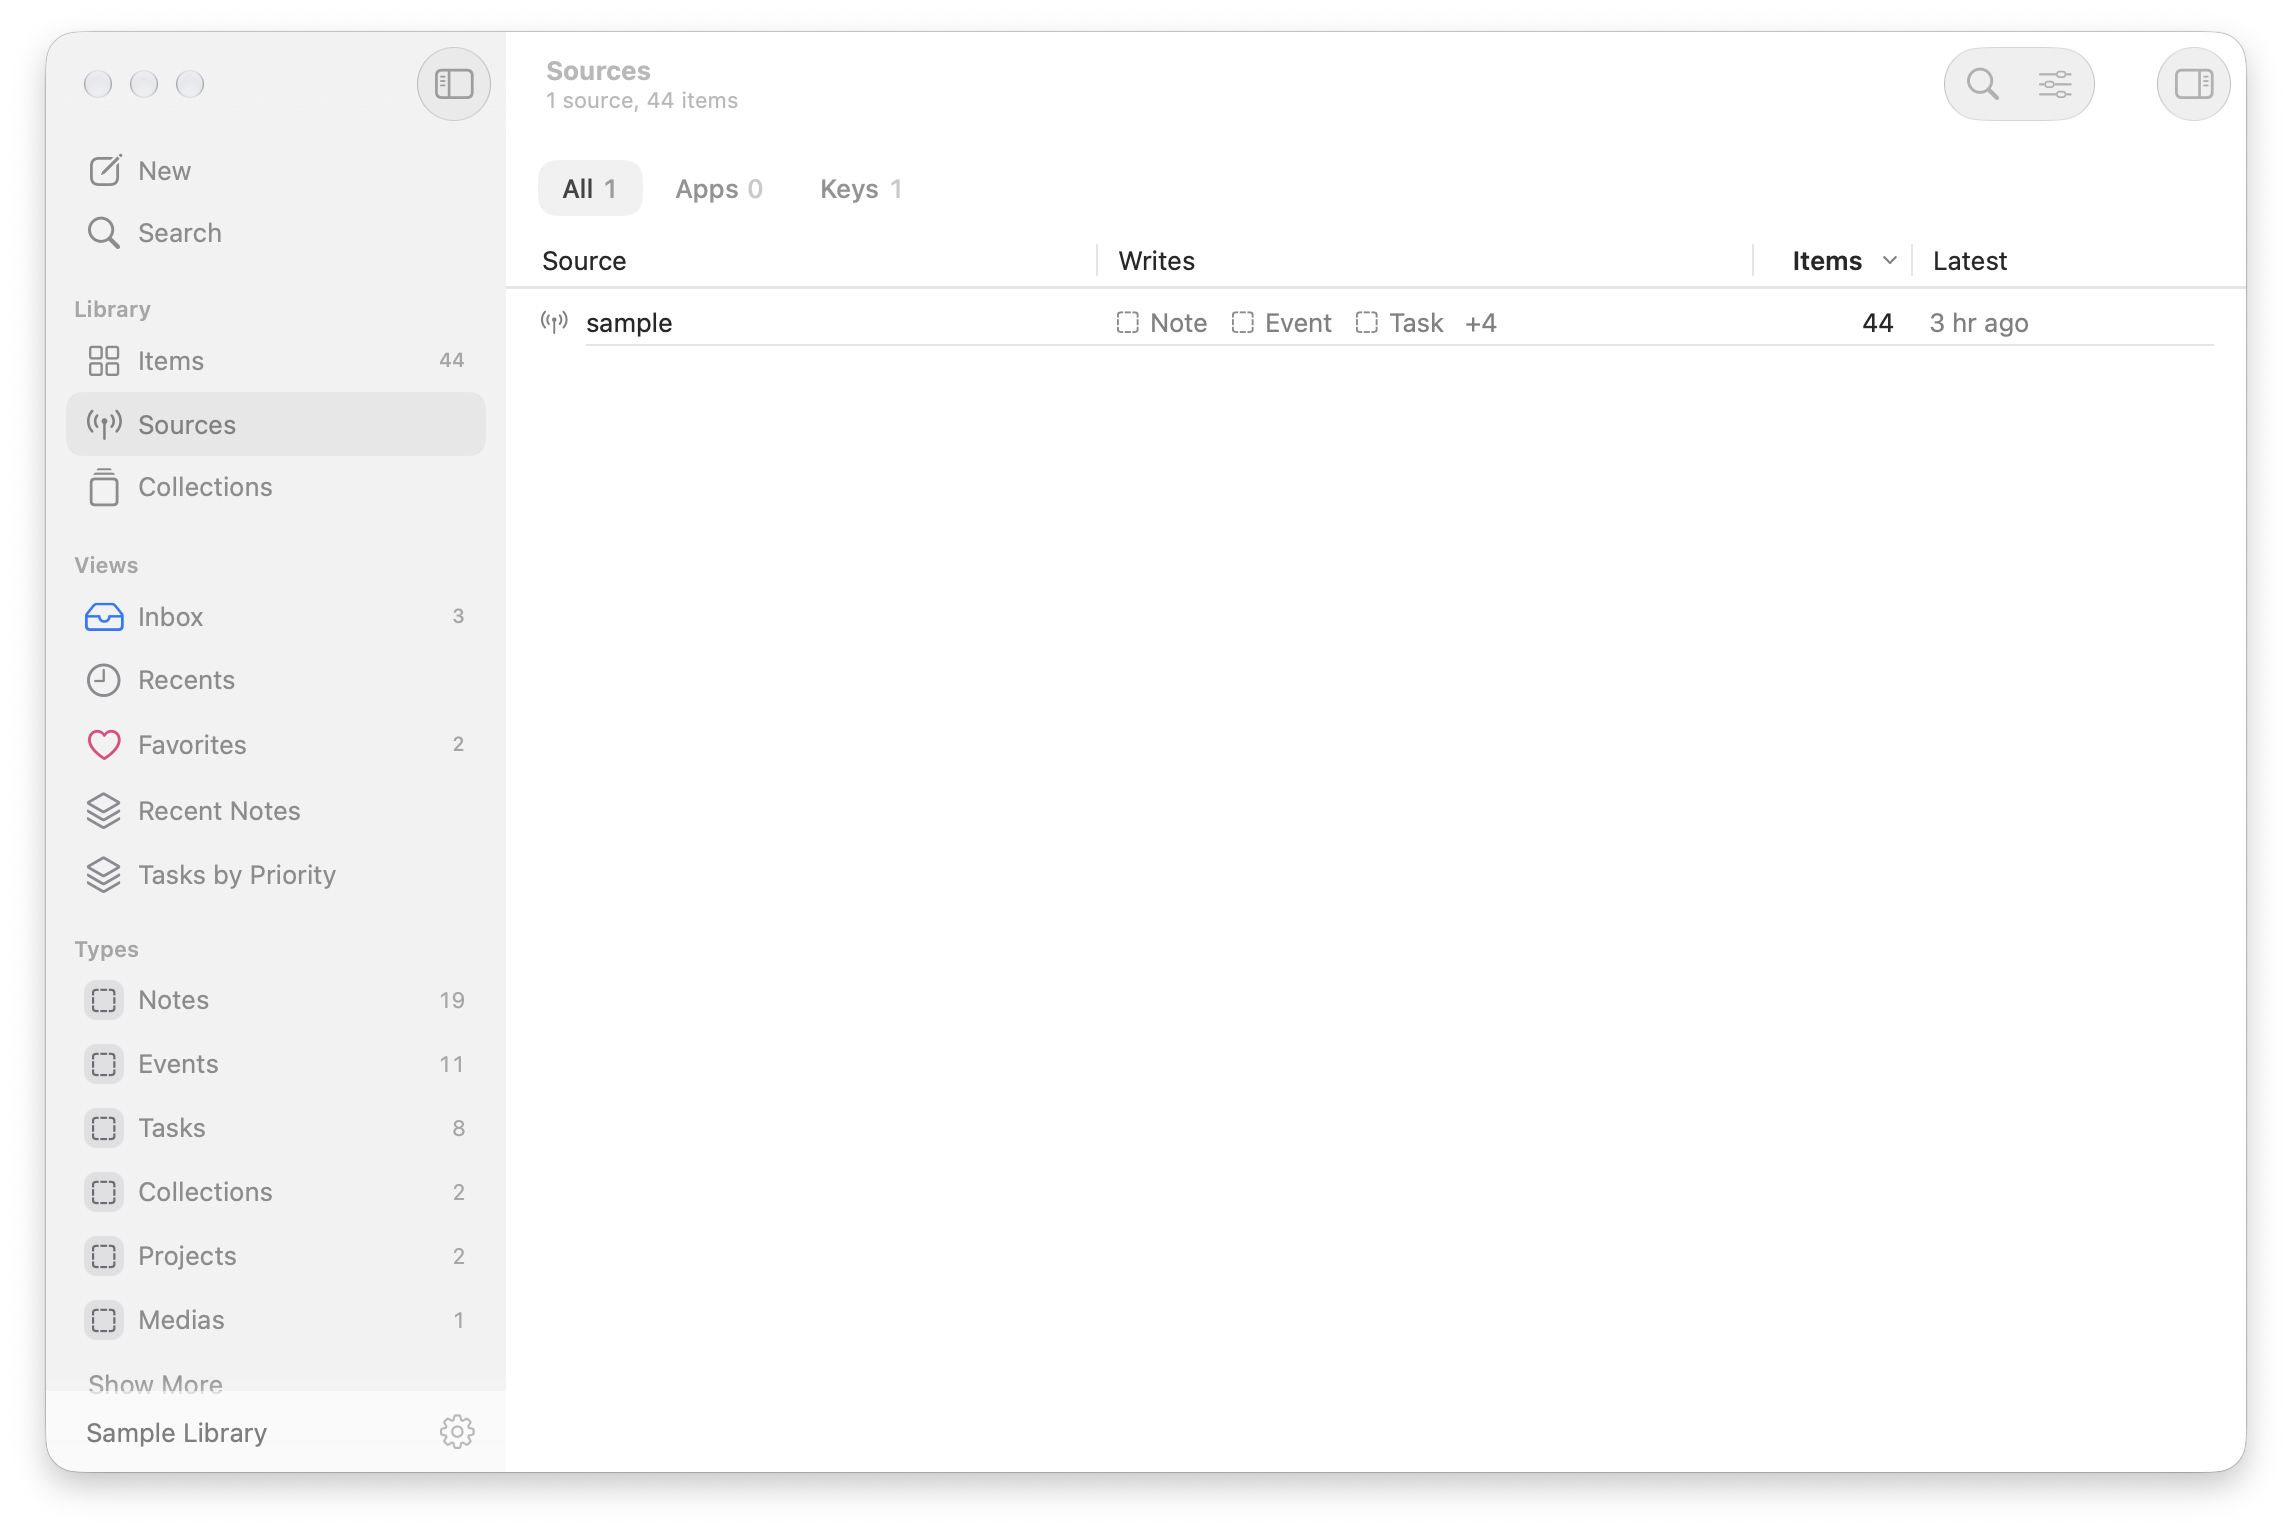 New
Search
Library
Items 44
Sources
Collections
Views
Inbox 3
Recents
Favorites 2
Recent Notes
Tasks by Priority
Types
Notes 19
Events 11
Tasks 8
Collections 2
Projects 2
Medias 1
Show More
Sample Library
Sources
1 source, 44 items
All 1 Apps 0 Keys 1
Source Writes Items Latest
sample Note Event Task +4 44 3 hr ago